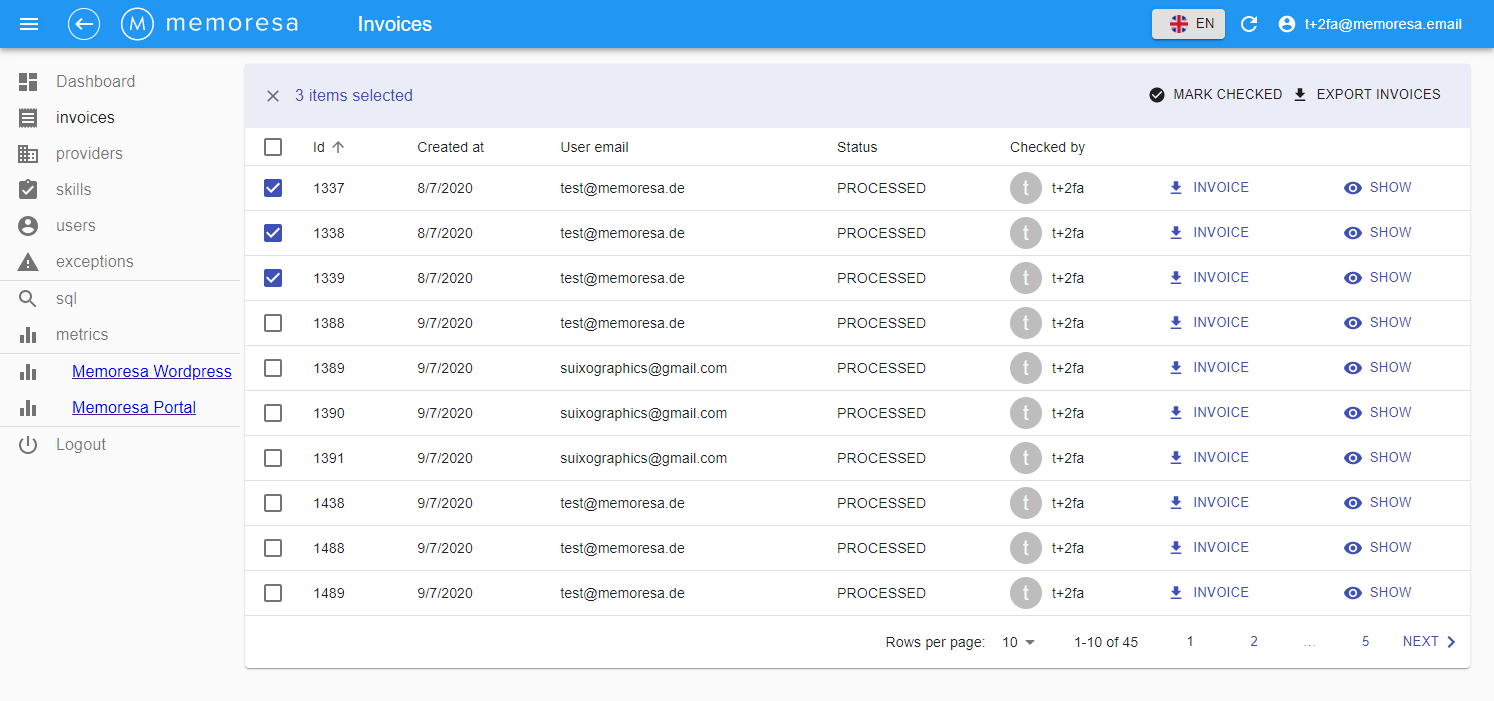 M memoresa Invoices EN t+2fa@memoresa.email
Dashboard
invoices
providers
skills
users
exceptions
sql
metrics
Memoresa Wordpress
Memoresa Portal
Logout
3 items selected MARK CHECKED EXPORT INVOICES
Id Created at User email Status Checked by
1337 8/7/2020 test@memoresa.de PROCESSED t t+2fa INVOICE SHOW
1338 8/7/2020 test@memoresa.de PROCESSED t t+2fa INVOICE SHOW
1339 8/7/2020 test@memoresa.de PROCESSED t t+2fa INVOICE SHOW
1388 9/7/2020 test@memoresa.de PROCESSED t t+2fa INVOICE SHOW
1389 9/7/2020 suixographics@gmail.com PROCESSED t t+2fa INVOICE SHOW
1390 9/7/2020 suixographics@gmail.com PROCESSED t t+2fa INVOICE SHOW
1391 9/7/2020 suixographics@gmail.com PROCESSED t t+2fa INVOICE SHOW
1438 9/7/2020 test@memoresa.de PROCESSED t t+2fa INVOICE SHOW
1488 9/7/2020 test@memoresa.de PROCESSED t t+2fa INVOICE SHOW
1489 9/7/2020 test@memoresa.de PROCESSED t t+2fa INVOICE SHOW
Rows per page: 10 1-10 of 45 1 2 ... 5 NEXT